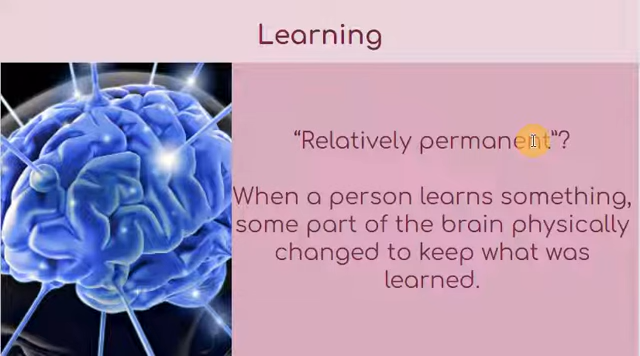 Learning
“Relatively permanent.”?
When a person learns something,
some part of the brain physically
changed to keep what was
learned.